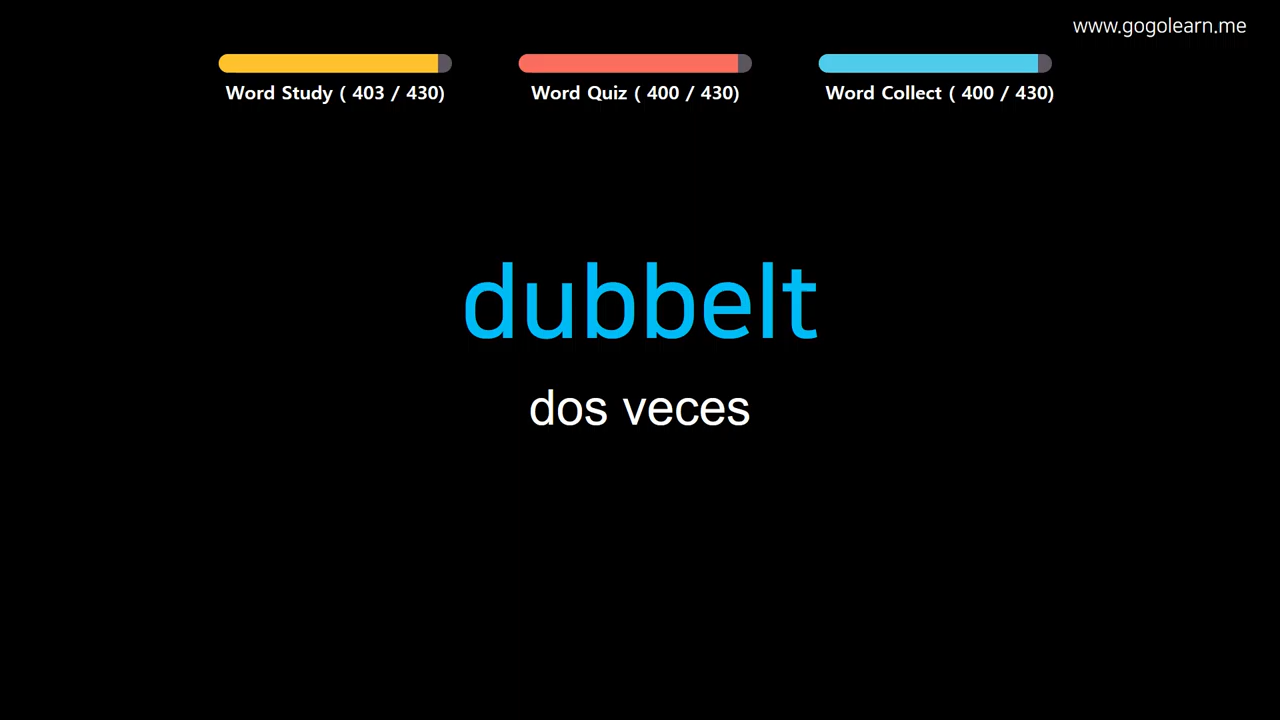 www.gogolearn.me
Word Study ( 403 / 430)
Word Quiz ( 400 / 430)
Word Collect ( 400 / 430)
dubbelt
dos veces